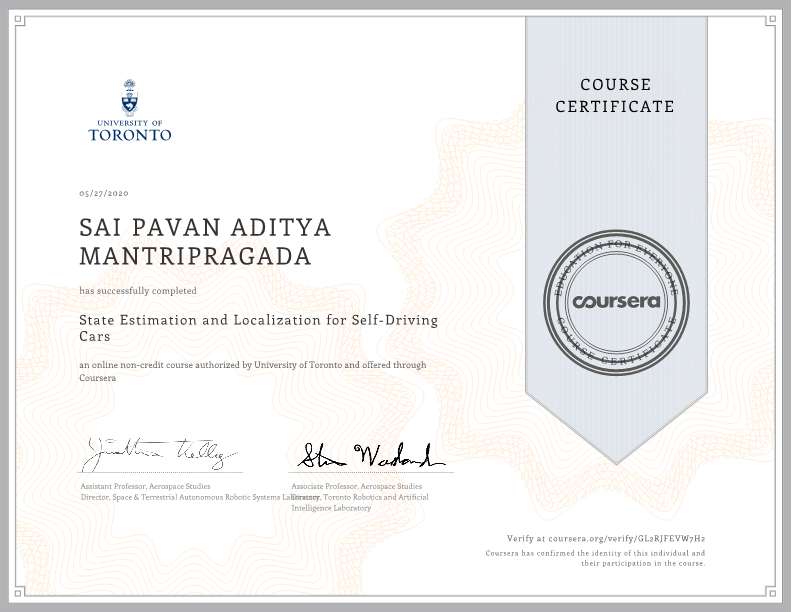 UNIVERSITY OF
TORONTO
05/27/2020
SAI PAVAN ADITYA
MANTRIPRAGADA
has successfully completed
State Estimation and Localization for Self-Driving
Cars
an online non-credit course authorized by University of Toronto and offered through
Coursera
Assistant Professor, Aerospace Studies
Director, Space & Terrestrial Autonomous Robotic Systems Laboratory
Associate Professor, Aerospace Studies
Director, Toronto Robotics and Artificial
Intelligence Laboratory
COURSE
CERTIFICATE
EDUCATION FOR EVERYONE
coursera
COURSE CERTIFICATE
Verify at coursera.org/verify/GL2RJFEVW7H2
Coursera has confirmed the identity of this individual and
their participation in the course.